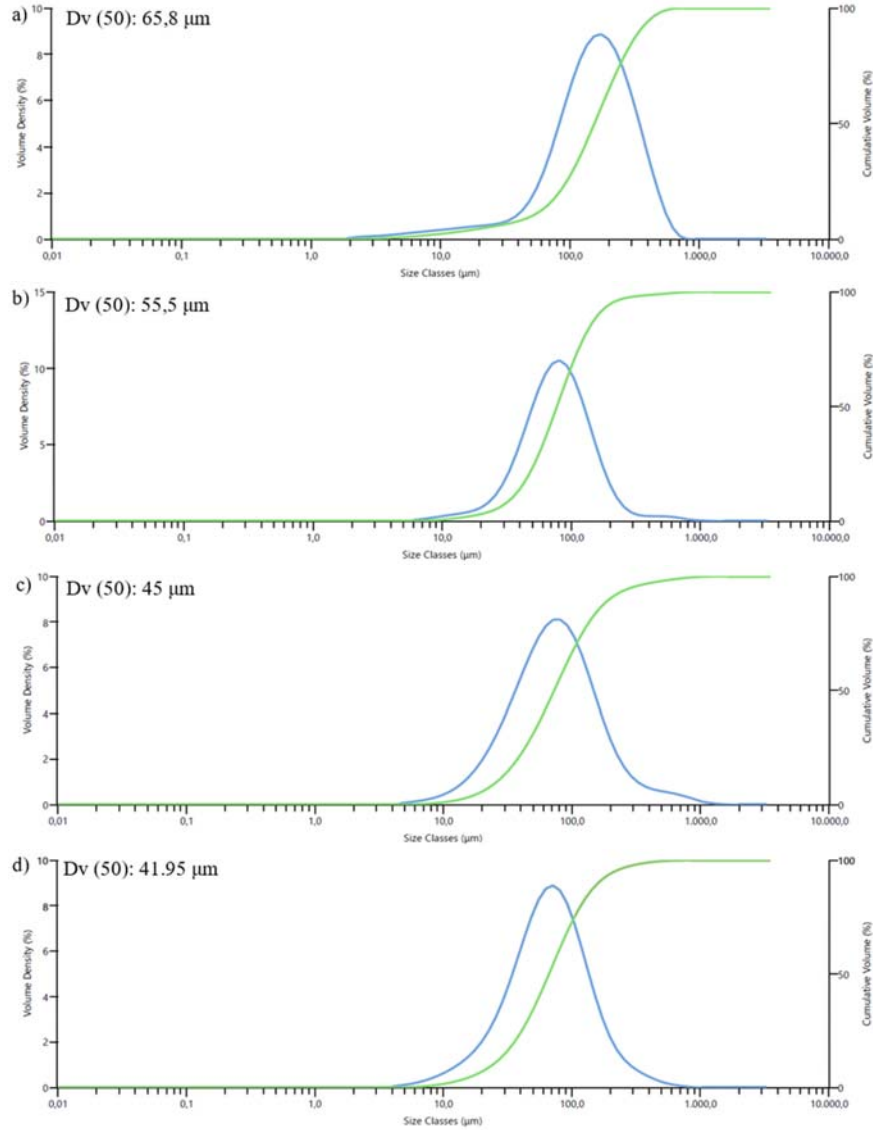 a) Dv (50): 65,8 μm
10
8
6
4
2
0
Volume Density (%)
100
50
0
Cumulative Volume (%)
0,01 0,1 1,0 10,0 100,0 1.000,0 10.000,0
Size Classes (μm)
b) Dv (50): 55,5 μm
15
10
5
0
Volume Density (%)
100
50
0
Cumulative Volume (%)
0,01 0,1 1,0 10,0 100,0 1.000,0 10.000,0
Size Classes (μm)
c) Dv (50): 45 μm
10
8
6
4
2
0
Volume Density (%)
100
50
0
Cumulative Volume (%)
0,01 0,1 1,0 10,0 100,0 1.000,0 10.000,0
Size Classes (μm)
d) Dv (50): 41.95 μm
10
8
6
4
2
0
Volume Density (%)
100
50
0
Cumulative Volume (%)
0,01 0,1 1,0 10,0 100,0 1.000,0 10.000,0
Size Classes (μm)